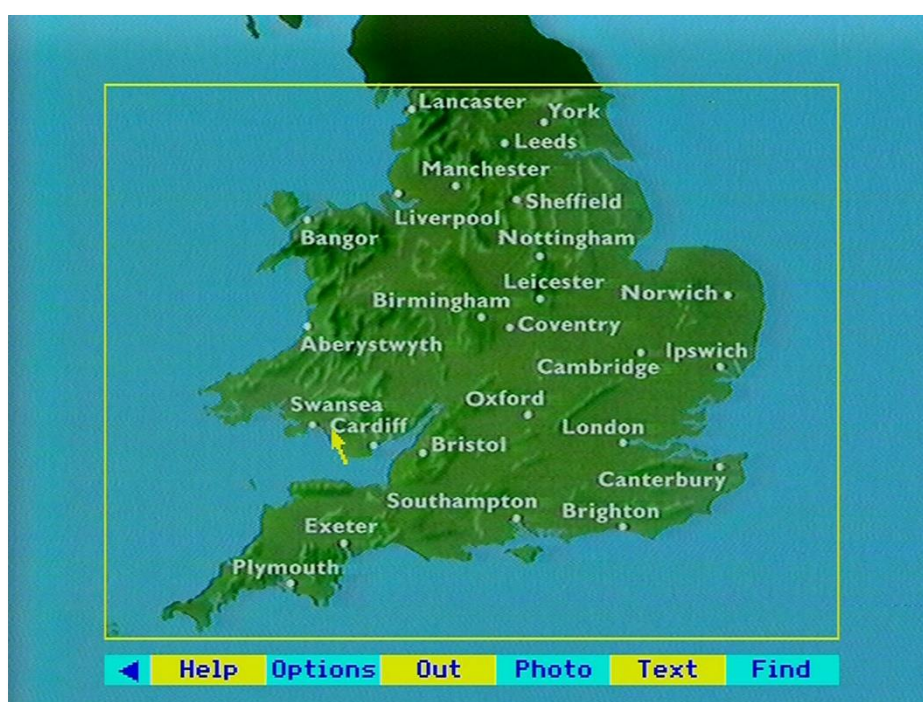 Lancaster
York
Leeds
Manchester
Sheffield
Liverpool
Bangor
Nottingham
Leicester
Birmingham
Norwich
Coventry
Aberystwyth
Ipswich
Cambridge
Swansea
Oxford
Cardiff
London
Bristol
Canterbury
Southampton
Brighton
Exeter
Plymouth
Help Options Out Photo Text Find